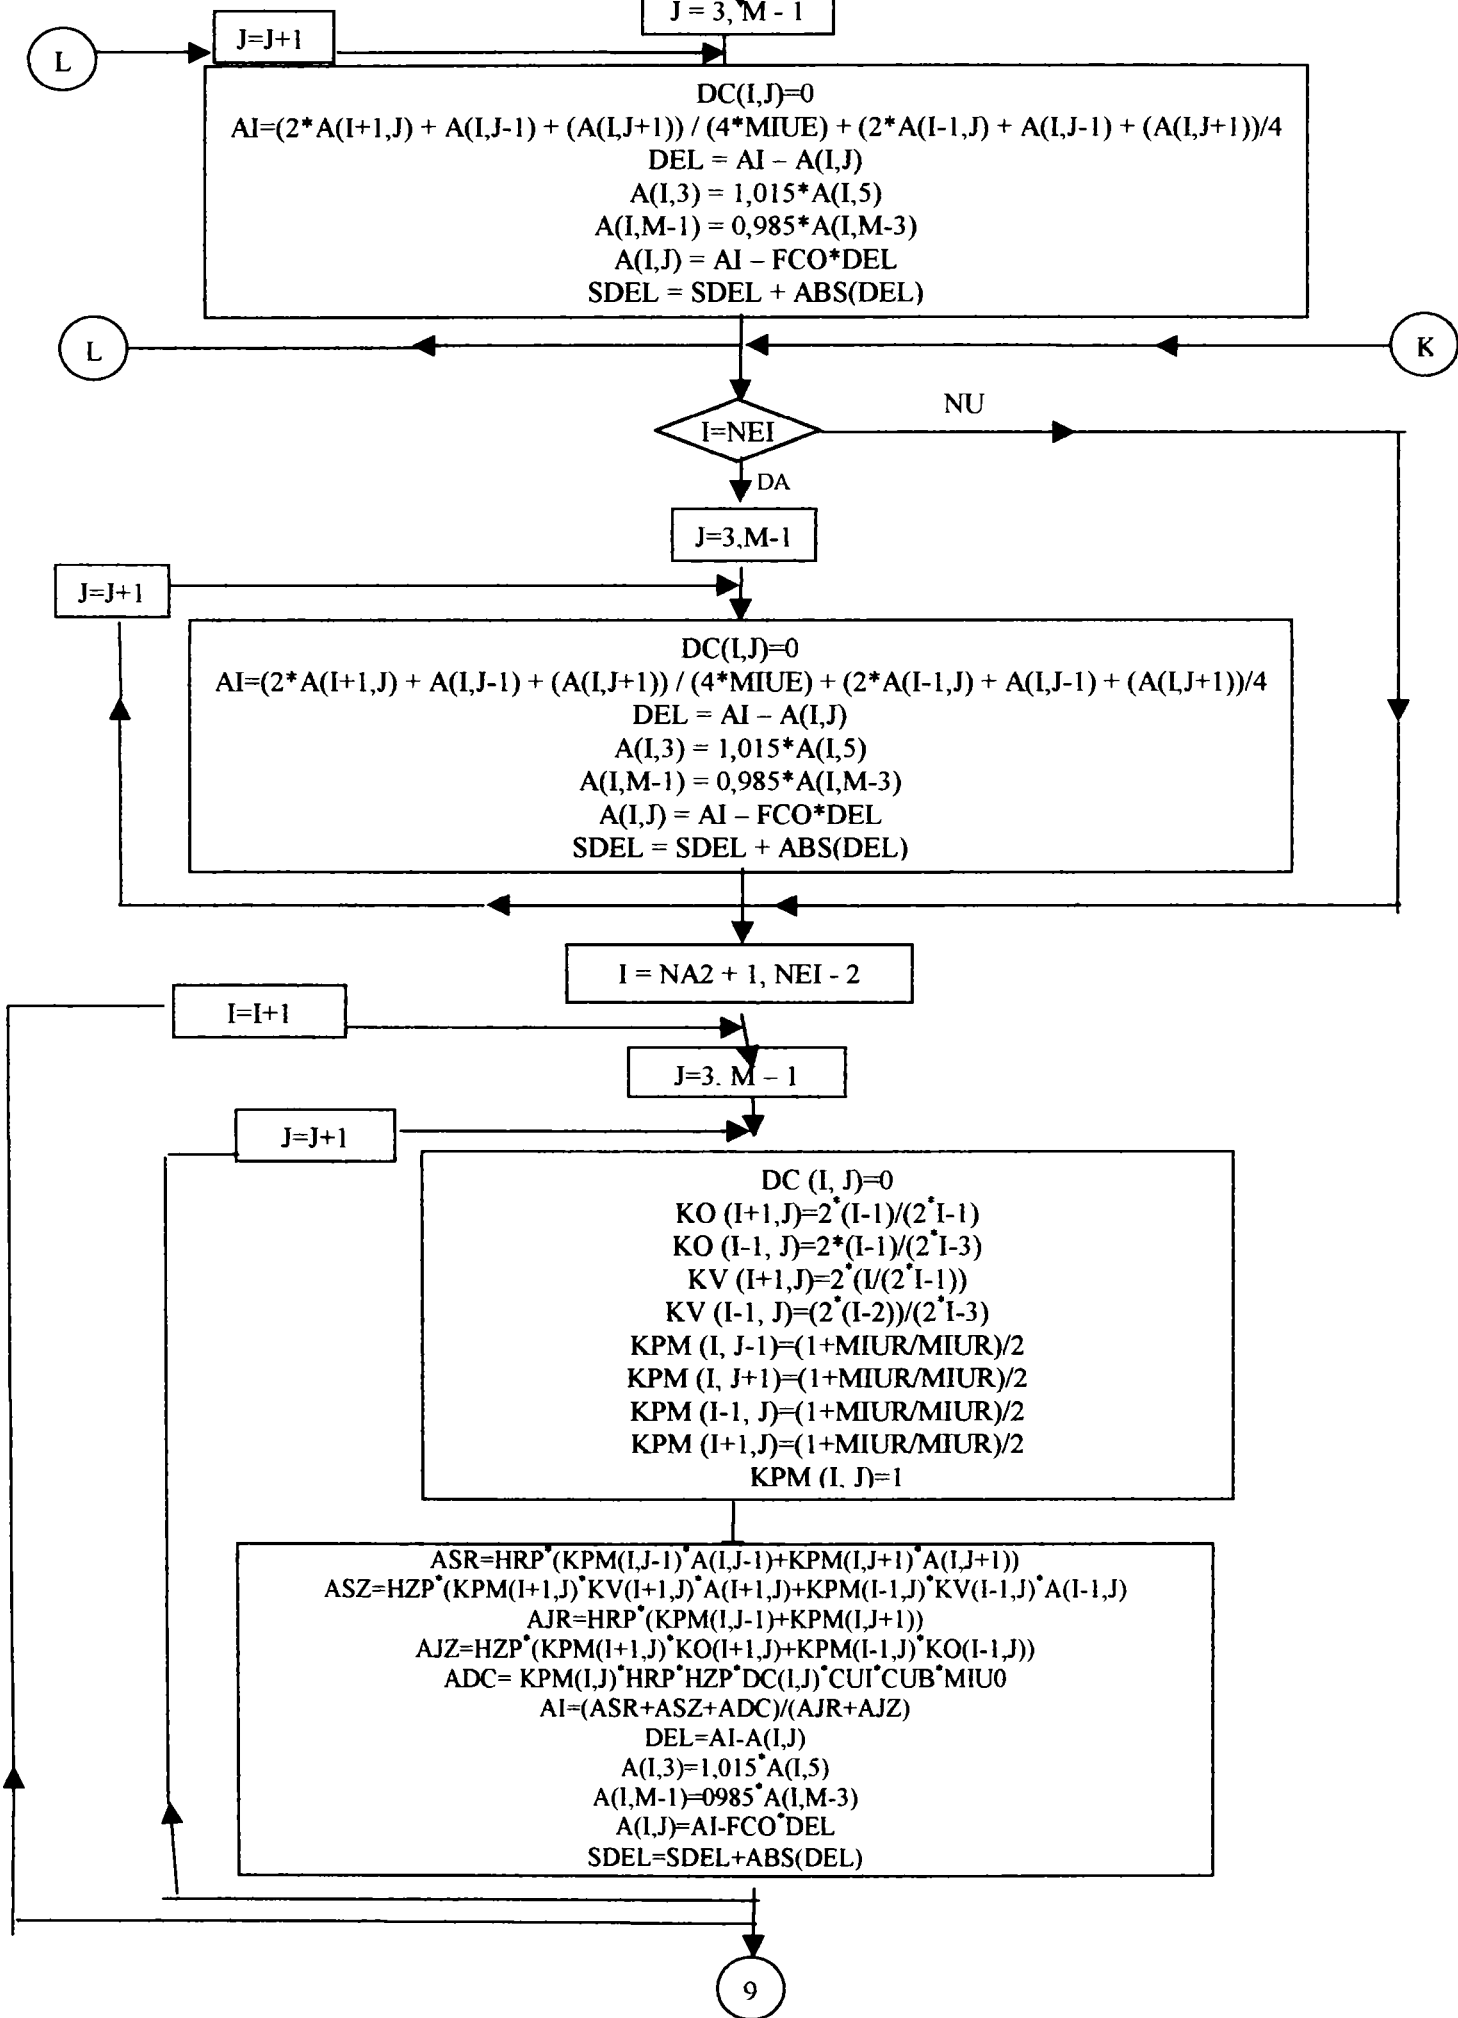 J = 3, M - 1
J=J+1
L
DC(I,J)=0
AI=(2*A(I+1,J) + A(I,J-1) + (A(I,J+1)) / (4*MIUE) + (2*A(I-1,J) + A(I,J-1) + (A(I,J+1))/4
DEL = AI – A(I,J)
A(I,3) = 1,015*A(I,5)
A(I,M-1) = 0,985*A(I,M-3)
A(I,J) = AI – FCO*DEL
SDEL = SDEL + ABS(DEL)
L
K
NU
I=NEI
DA
J=3,M-1
J=J+1
DC(I,J)=0
AI=(2*A(I+1,J) + A(I,J-1) + (A(I,J+1)) / (4*MIUE) + (2*A(I-1,J) + A(I,J-1) + (A(I,J+1))/4
DEL = AI – A(I,J)
A(I,3) = 1,015*A(I,5)
A(I,M-1) = 0,985*A(I,M-3)
A(I,J) = AI – FCO*DEL
SDEL = SDEL + ABS(DEL)
I = NA2 + 1, NEI - 2
I=I+1
J=3. M – 1
J=J+1
DC (I, J)=0
KO (I+1,J)=2*(I-1)/(2*I-1)
KO (I-1, J)=2*(I-1)/(2*I-3)
KV (I+1,J)=2*(I/(2*I-1))
KV (I-1, J)=(2*(I-2))/(2*I-3)
KPM (I, J-1)=(1+MIUR/MIUR)/2
KPM (I, J+1)=(1+MIUR/MIUR)/2
KPM (I-1, J)=(1+MIUR/MIUR)/2
KPM (I+1,J)=(1+MIUR/MIUR)/2
KPM (I, J)=1
ASR=HRP*(KPM(I,J-1)*A(I,J-1)+KPM(I,J+1)*A(I,J+1))
ASZ=HZP*(KPM(I+1,J)*KV(I+1,J)*A(I+1,J)+KPM(I-1,J)*KV(I-1,J)*A(I-1,J)
AJR=HRP*(KPM(I,J-1)+KPM(I,J+1))
AJZ=HZP*(KPM(I+1,J)*KO(I+1,J)+KPM(I-1,J)*KO(I-1,J))
ADC= KPM(I,J)*HRP*HZP*DC(I,J)*CUI*CUB*MIU0
AI=(ASR+ASZ+ADC)/(AJR+AJZ)
DEL=AI-A(I,J)
A(I,3)=1,015*A(I,5)
A(I,M-1)=0985*A(I,M-3)
A(I,J)=AI-FCO*DEL
SDEL=SDEL+ABS(DEL)
9